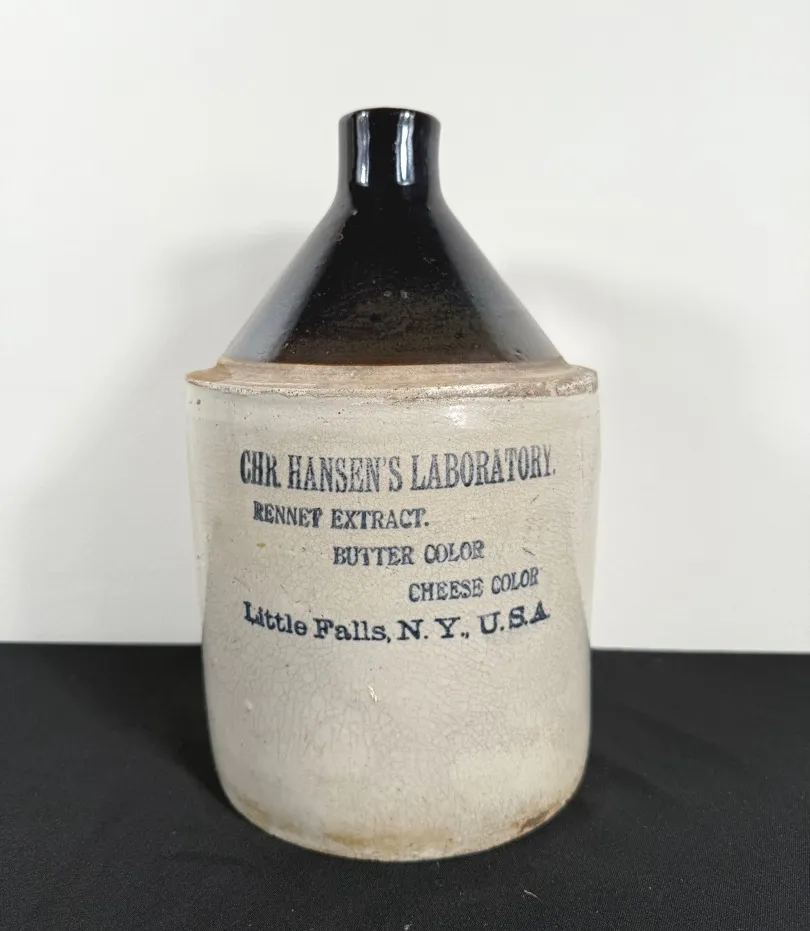 CHR. HANSEN'S LABORATORY.
RENNET EXTRACT.
BUTTER COLOR
CHEESE COLOR
Little Falls, N. Y., U.S.A.